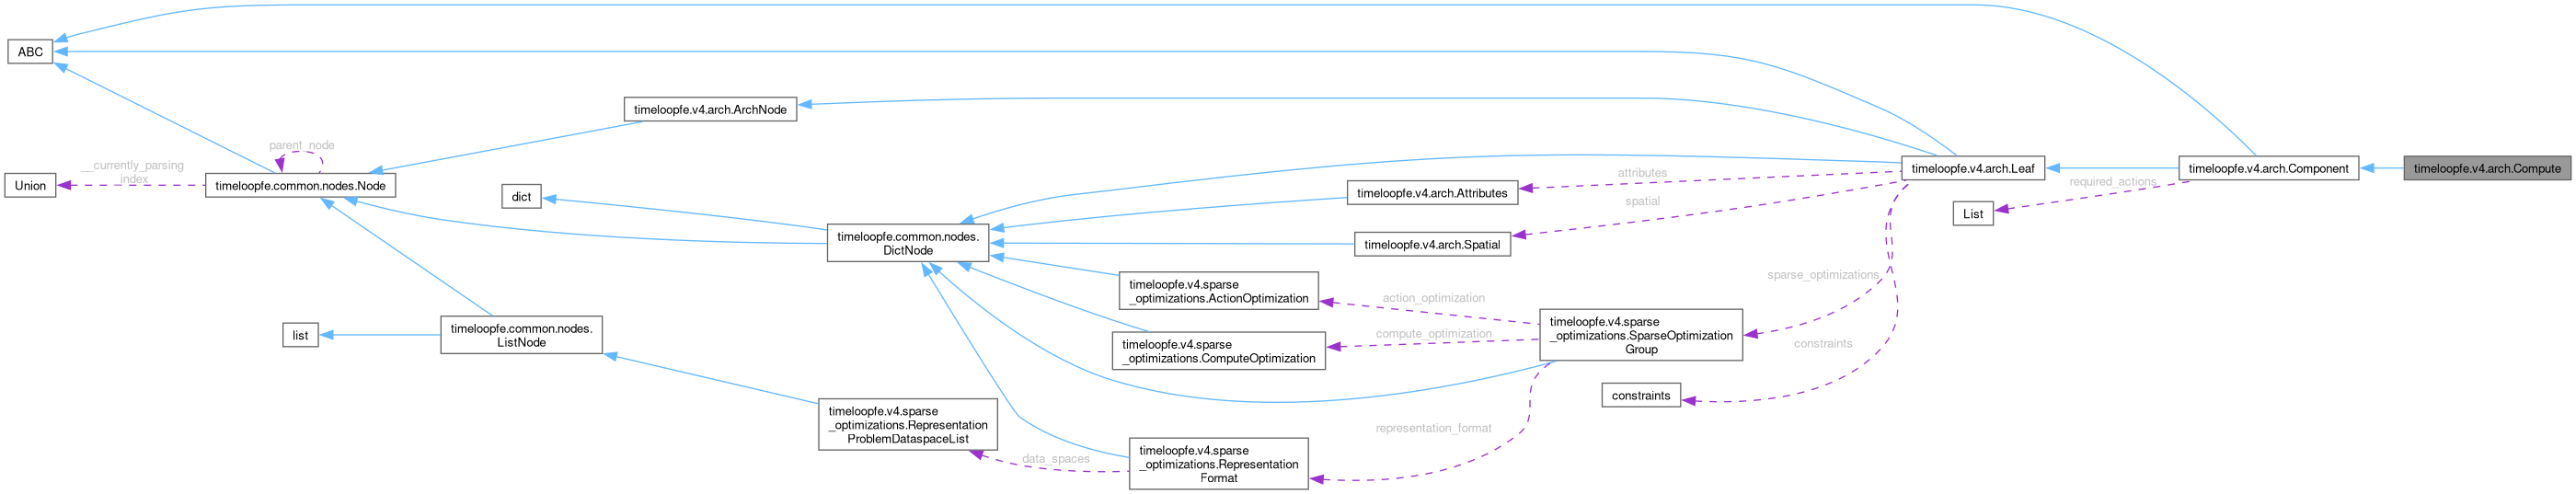 ABC
timeloopfe.v4.arch.ArchNode
parent_node
__currently_parsing
index
Union
timeloopfe.common.nodes.Node
dict
timeloopfe.common.nodes.
DictNode
list
timeloopfe.common.nodes.
ListNode
timeloopfe.v4.sparse
_optimizations.Representation
ProblemDataspaceList
timeloopfe.v4.arch.Attributes
timeloopfe.v4.arch.Spatial
timeloopfe.v4.sparse
_optimizations.ActionOptimization
timeloopfe.v4.sparse
_optimizations.ComputeOptimization
timeloopfe.v4.sparse
_optimizations.Representation
Format
data_spaces
attributes
spatial
action_optimization
compute_optimization
representation_format
timeloopfe.v4.sparse
_optimizations.SparseOptimization
Group
constraints
sparse_optimizations
constraints
timeloopfe.v4.arch.Leaf
List
required_actions
timeloopfe.v4.arch.Component
timeloopfe.v4.arch.Compute